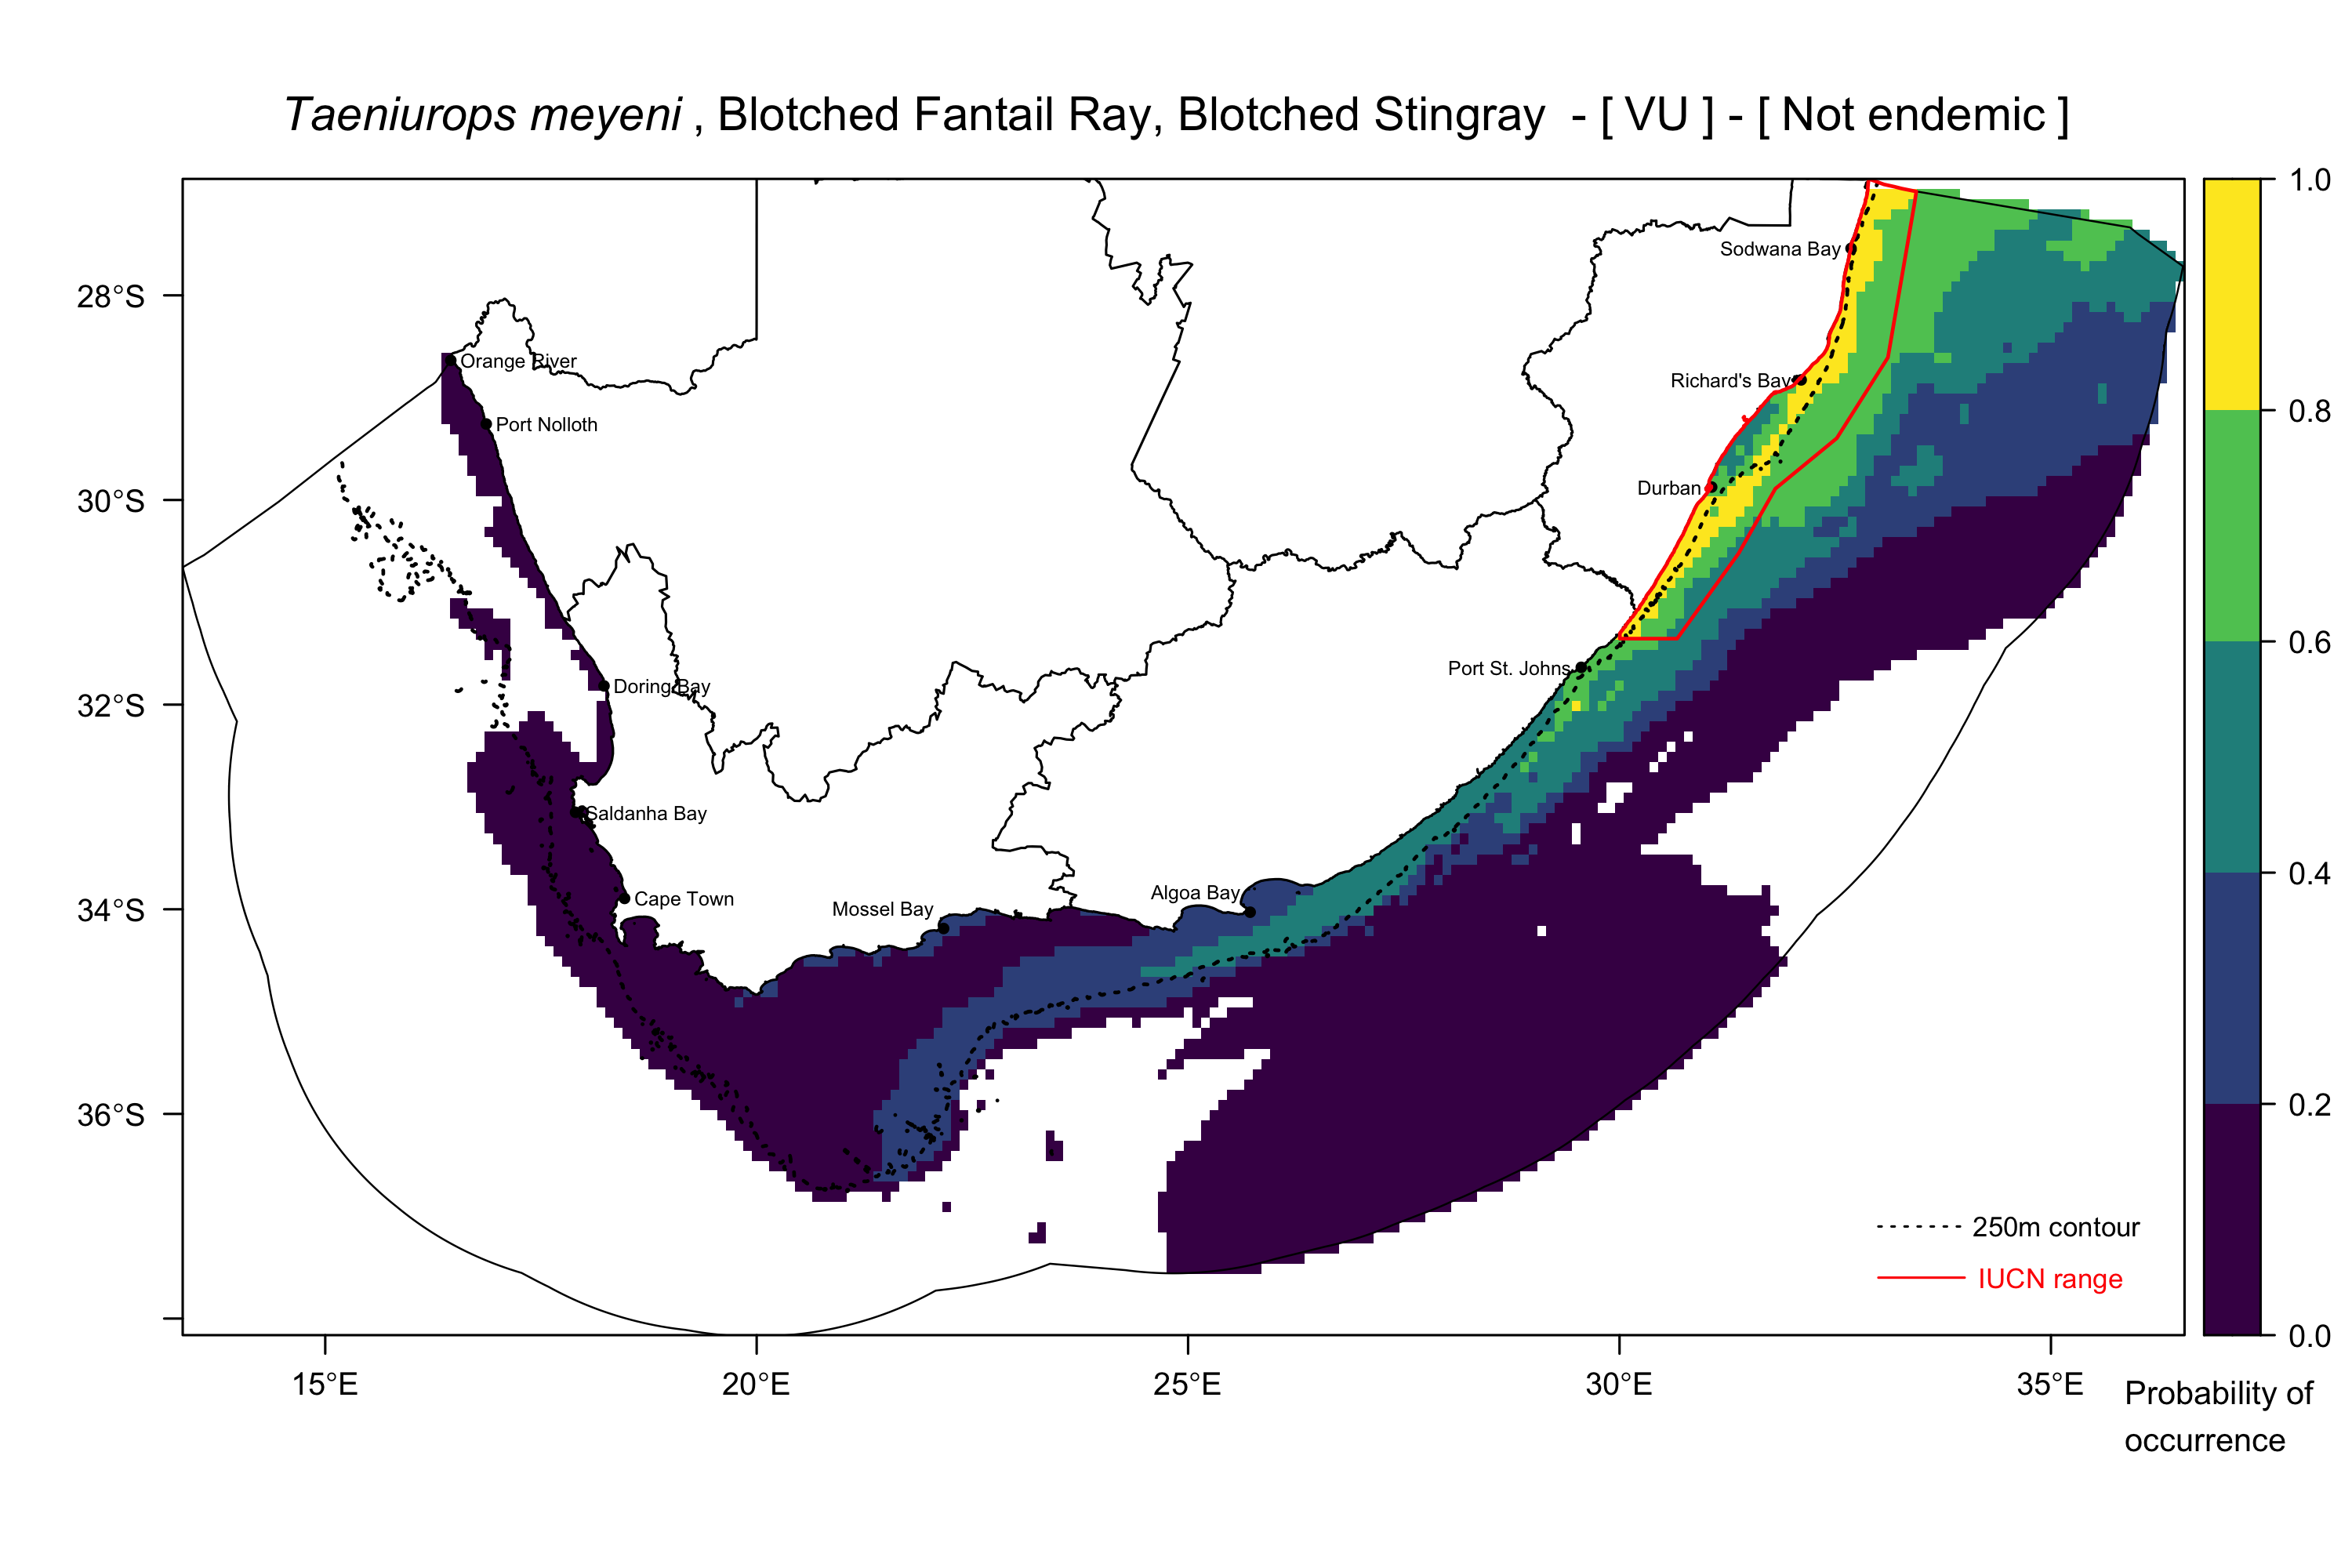 Taeniurops meyeni , Blotched Fantail Ray, Blotched Stingray - [ VU ] - [ Not endemic ]
1.0
Sodwana Bay
28°S
Orange River
Richard's Bay
0.8
Port Nolloth
Durban
30°S
0.6
Port St. Johns
Doring Bay
32°S
Saldanha Bay
0.4
Algoa Bay
Cape Town
Mossel Bay
34°S
0.2
36°S
250m contour
IUCN range
0.0
15°E
20°E
25°E
30°E
35°E
Probability of
occurrence